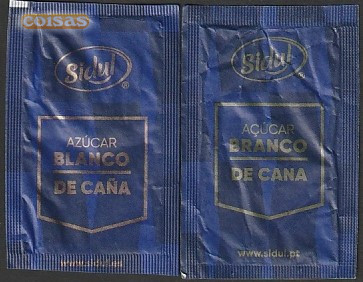 coisas
Sidul
®
AZÚCAR
BLANCO
DE CAÑA
www.sidul.es
Sidul
®
AÇÚCAR
BRANCO
DE CANA
www.sidul.pt